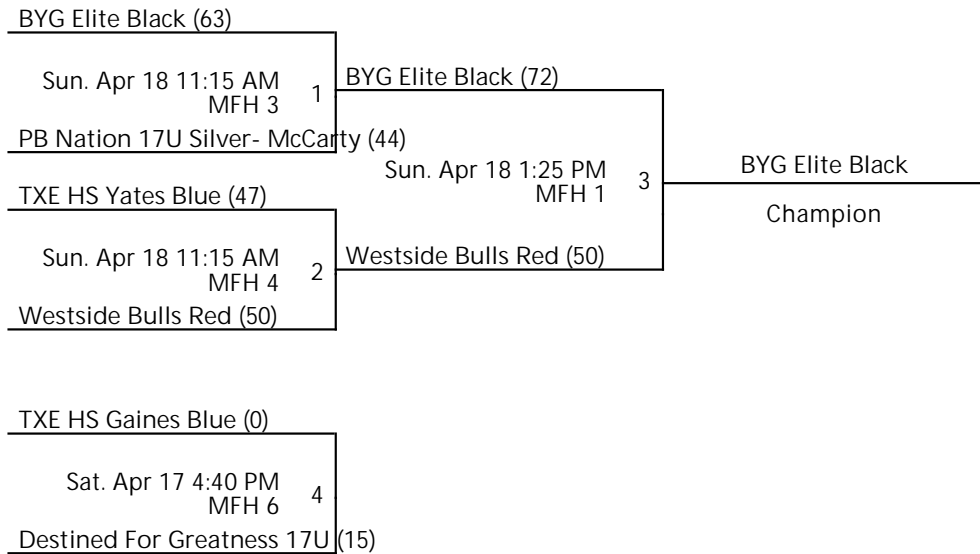 BYG Elite Black (63)
Sun. Apr 18 11:15 AM
MFH 3
1
PB Nation 17U Silver- McCarty (44)
BYG Elite Black (72)
TXE HS Yates Blue (47)
Sun. Apr 18 11:15 AM
MFH 4
2
Westside Bulls Red (50)
Westside Bulls Red (50)
Sun. Apr 18 1:25 PM
MFH 1
3
BYG Elite Black
Champion
TXE HS Gaines Blue (0)
Sat. Apr 17 4:40 PM
MFH 6
4
Destined For Greatness 17U (15)